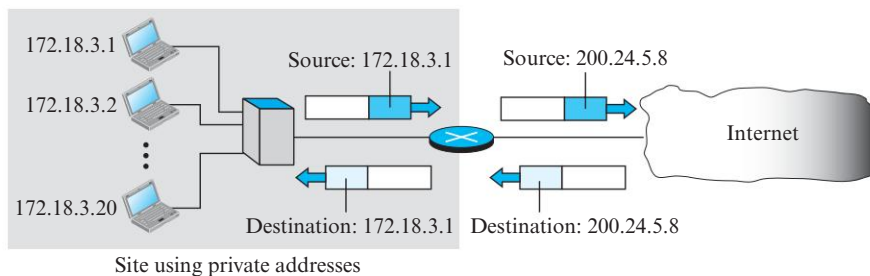 172.18.3.1
Source: 172.18.3.1
Source: 200.24.5.8
172.18.3.2
Internet
172.18.3.20
Destination: 172.18.3.1
Destination: 200.24.5.8
Site using private addresses